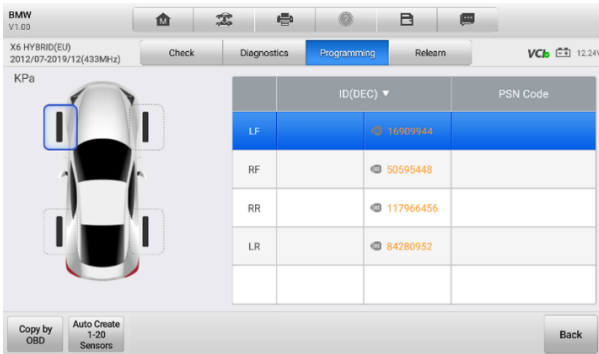 BMW
V1.00
X6 HYBRID(EU)
2012/07-2019/12(433MHz)
Check
Diagnostics
Programming
Relearn
VCI
12.24V
KPa
ID(DEC) ▼
PSN Code
LF
16909944
RF
50595448
RR
117966456
LR
84280952
Copy by
OBD
Auto Create
1-20
Sensors
Back